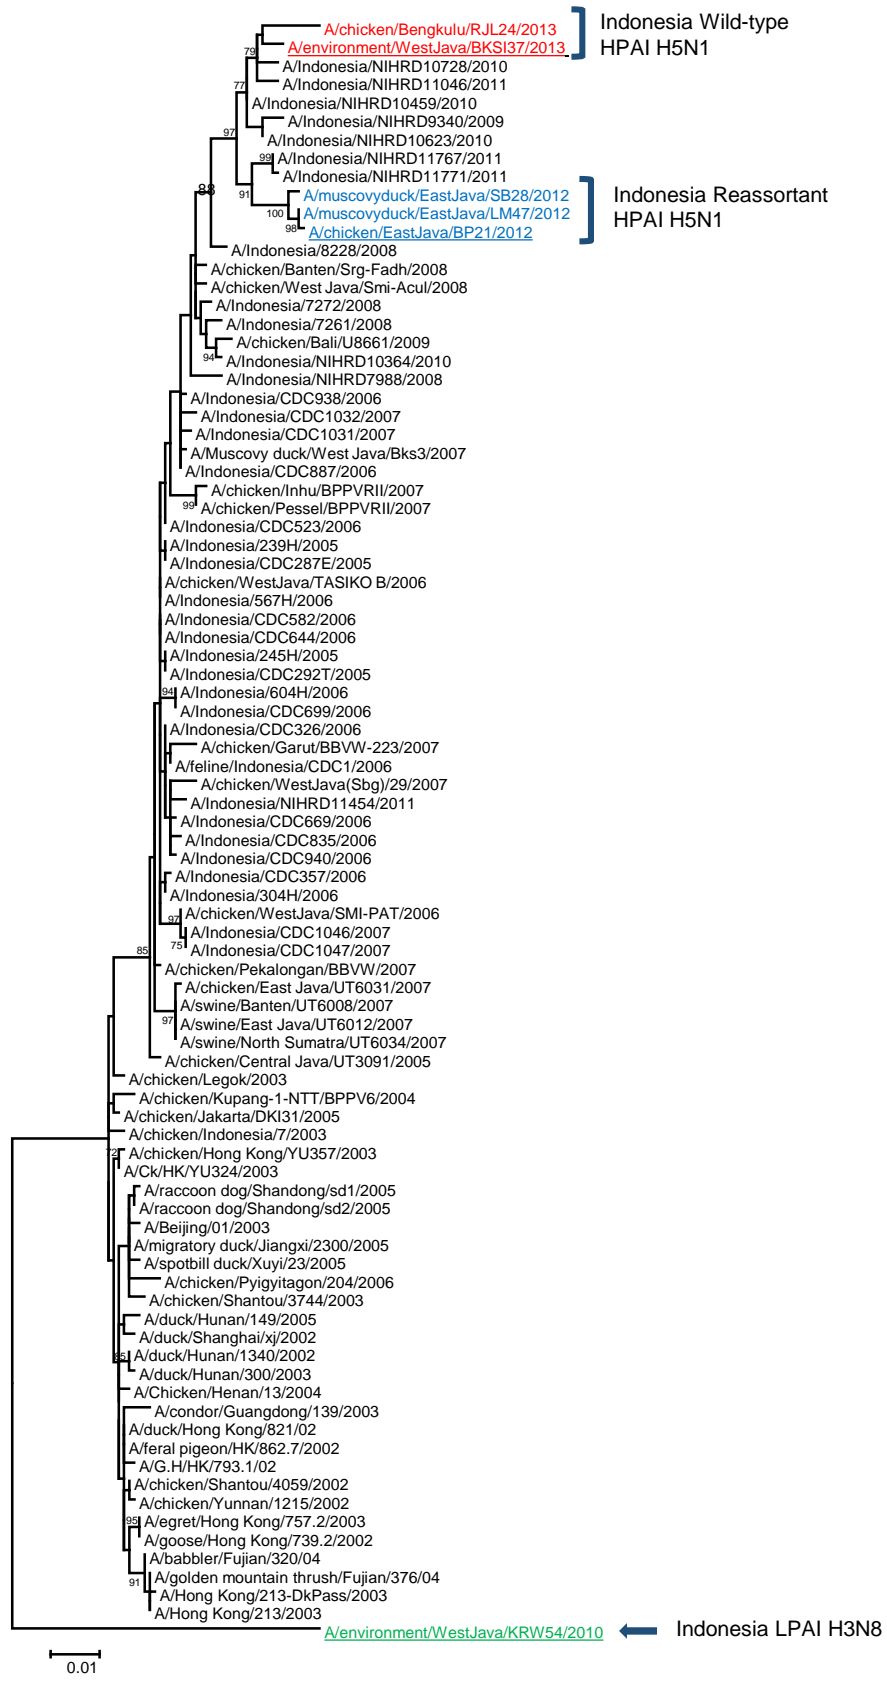 A/chicken/Bengkulu/RJL24/2013
Indonesia Wild-type
A/environment/WestJava/BKSI37/2013
HPAI H5N1
79
A/Indonesia/NIHRD10728/2010
A/Indonesia/NIHRD11046/2011
77
A/Indonesia/NIHRD10459/2010
A/Indonesia/NIHRD9340/2009
97
A/Indonesia/NIHRD10623/2010
99
A/Indonesia/NIHRD11767/2011
A/Indonesia/NIHRD11771/2011
88
91
A/muscovyduck/EastJava/SB28/2012
Indonesia Reassortant
100
A/muscovyduck/EastJava/LM47/2012
HPAI H5N1
98
A/chicken/EastJava/BP21/2012
A/Indonesia/8228/2008
A/chicken/Banten/Srg-Fadh/2008
A/chicken/West Java/Smi-Acul/2008
A/Indonesia/7272/2008
A/Indonesia/7261/2008
A/chicken/Bali/U8661/2009
94
A/Indonesia/NIHRD10364/2010
A/Indonesia/NIHRD7988/2008
A/Indonesia/CDC938/2006
A/Indonesia/CDC1032/2007
A/Indonesia/CDC1031/2007
A/Muscovy duck/West Java/Bks3/2007
A/Indonesia/CDC887/2006
A/chicken/Inhu/BPPVRII/2007
99
A/chicken/Pessel/BPPVRII/2007
A/Indonesia/CDC523/2006
A/Indonesia/239H/2005
A/Indonesia/CDC287E/2005
A/chicken/WestJava/TASIKO B/2006
A/Indonesia/567H/2006
A/Indonesia/CDC582/2006
A/Indonesia/CDC644/2006
A/Indonesia/245H/2005
A/Indonesia/CDC292T/2005
94
A/Indonesia/604H/2006
A/Indonesia/CDC699/2006
A/Indonesia/CDC326/2006
A/chicken/Garut/BBVW-223/2007
A/feline/Indonesia/CDC1/2006
A/chicken/WestJava(Sbg)/29/2007
A/Indonesia/NIHRD11454/2011
A/Indonesia/CDC669/2006
A/Indonesia/CDC835/2006
A/Indonesia/CDC940/2006
A/Indonesia/CDC357/2006
A/Indonesia/304H/2006
97
A/chicken/WestJava/SMI-PAT/2006
A/Indonesia/CDC1046/2007
75
A/Indonesia/CDC1047/2007
85
A/chicken/Pekalongan/BBVW/2007
A/chicken/East Java/UT6031/2007
A/swine/Banten/UT6008/2007
97
A/swine/East Java/UT6012/2007
A/swine/North Sumatra/UT6034/2007
A/chicken/Central Java/UT3091/2005
A/chicken/Legok/2003
A/chicken/Kupang-1-NTT/BPPV6/2004
A/chicken/Jakarta/DKI31/2005
A/chicken/Indonesia/7/2003
72
A/chicken/Hong Kong/YU357/2003
A/Ck/HK/YU324/2003
A/raccoon dog/Shandong/sd1/2005
A/raccoon dog/Shandong/sd2/2005
A/Beijing/01/2003
A/migratory duck/Jiangxi/2300/2005
A/spotbill duck/Xuyi/23/2005
A/chicken/Pyigyitagon/204/2006
A/chicken/Shantou/3744/2003
A/duck/Hunan/149/2005
A/duck/Shanghai/xj/2002
A/duck/Hunan/1340/2002
A/duck/Hunan/300/2003
A/Chicken/Henan/13/2004
A/condor/Guangdong/139/2003
A/duck/Hong Kong/821/02
A/feral pigeon/HK/862.7/2002
A/G.H/HK/793.1/02
A/chicken/Shantou/4059/2002
A/chicken/Yunnan/1215/2002
95
A/egret/Hong Kong/757.2/2003
A/goose/Hong Kong/739.2/2002
A/babbler/Fujian/320/04
91
A/golden mountain thrush/Fujian/376/04
A/Hong Kong/213-DkPass/2003
A/Hong Kong/213/2003
A/environment/WestJava/KRW54/2010
Indonesia LPAI H3N8
0.01